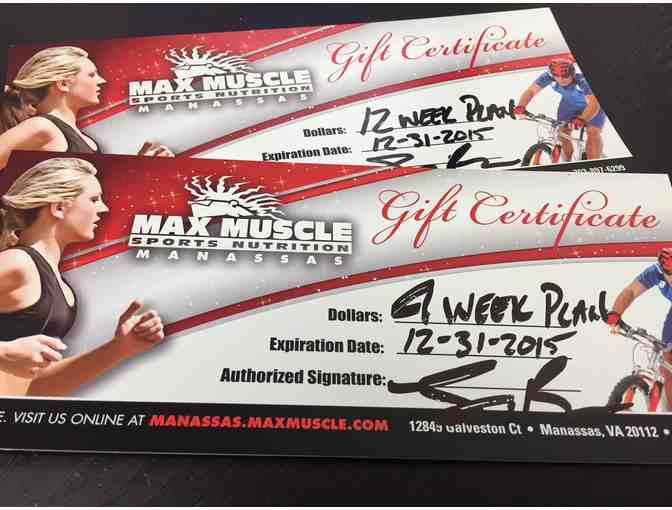 MAX MUSCLE
SPORTS NUTRITION
MANASSAS
Gift Certificate
Dollars: 12 WEEK PLAN
Expiration Date: 12-31-2015
MAX MUSCLE
SPORTS NUTRITION
MANASSAS
Gift Certificate
Dollars: 9 WEEK PLAN
Expiration Date: 12-31-2015
Authorized Signature:
E. VISIT US ONLINE AT MANASSAS.MAXMUSCLE.COM 12849 Galveston Ct • Manassas, VA 20112 •